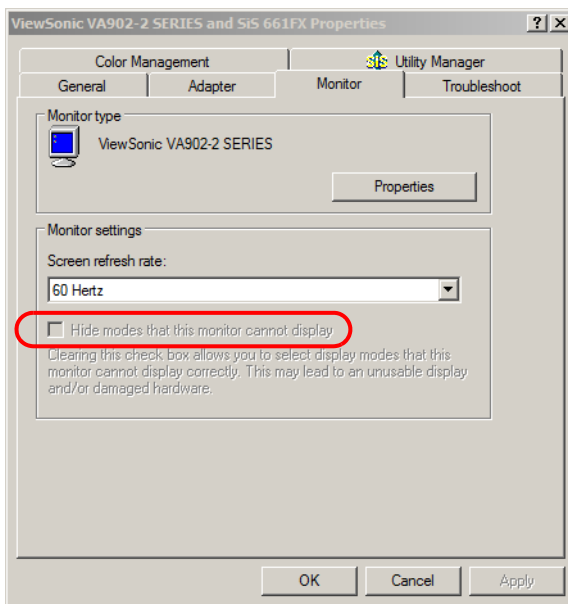 ViewSonic VA902-2 SERIES and SiS 661FX Properties
Color Management
SiS Utility Manager
General
Adapter
Monitor
Troubleshoot
Monitor type
ViewSonic VA902-2 SERIES
Properties
Monitor settings
Screen refresh rate:
60 Hertz
Hide modes that this monitor cannot display
Clearing this check box allows you to select display modes that this
monitor cannot display correctly. This may lead to an unusable display
and/or damaged hardware.
OK
Cancel
Apply